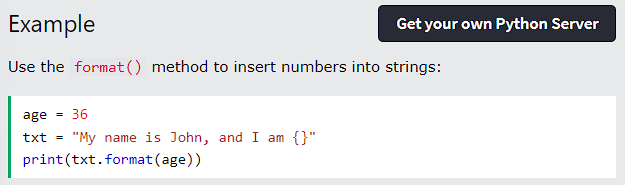 Example
Get your own Python Server
Use the format() method to insert numbers into strings:
age = 36
txt = "My name is John, and I am {}"
print(txt.format(age))